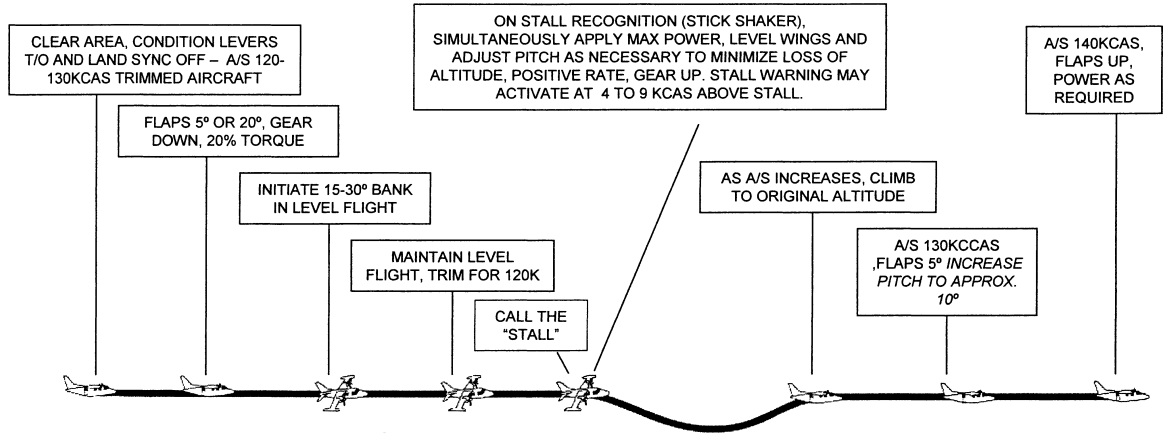 CLEAR AREA, CONDITION LEVERS
T/O AND LAND SYNC OFF – A/S 120-
130KCAS TRIMMED AIRCRAFT
FLAPS 5º OR 20º, GEAR
DOWN, 20% TORQUE
INITIATE 15-30º BANK
IN LEVEL FLIGHT
MAINTAIN LEVEL
FLIGHT, TRIM FOR 120K
CALL THE
“STALL”
ON STALL RECOGNITION (STICK SHAKER),
SIMULTANEOUSLY APPLY MAX POWER, LEVEL WINGS AND
ADJUST PITCH AS NECESSARY TO MINIMIZE LOSS OF
ALTITUDE, POSITIVE RATE, GEAR UP. STALL WARNING MAY
ACTIVATE AT 4 TO 9 KCAS ABOVE STALL.
AS A/S INCREASES, CLIMB
TO ORIGINAL ALTITUDE
A/S 130KCCAS
,FLAPS 5º INCREASE
PITCH TO APPROX.
10º
A/S 140KCAS,
FLAPS UP,
POWER AS
REQUIRED